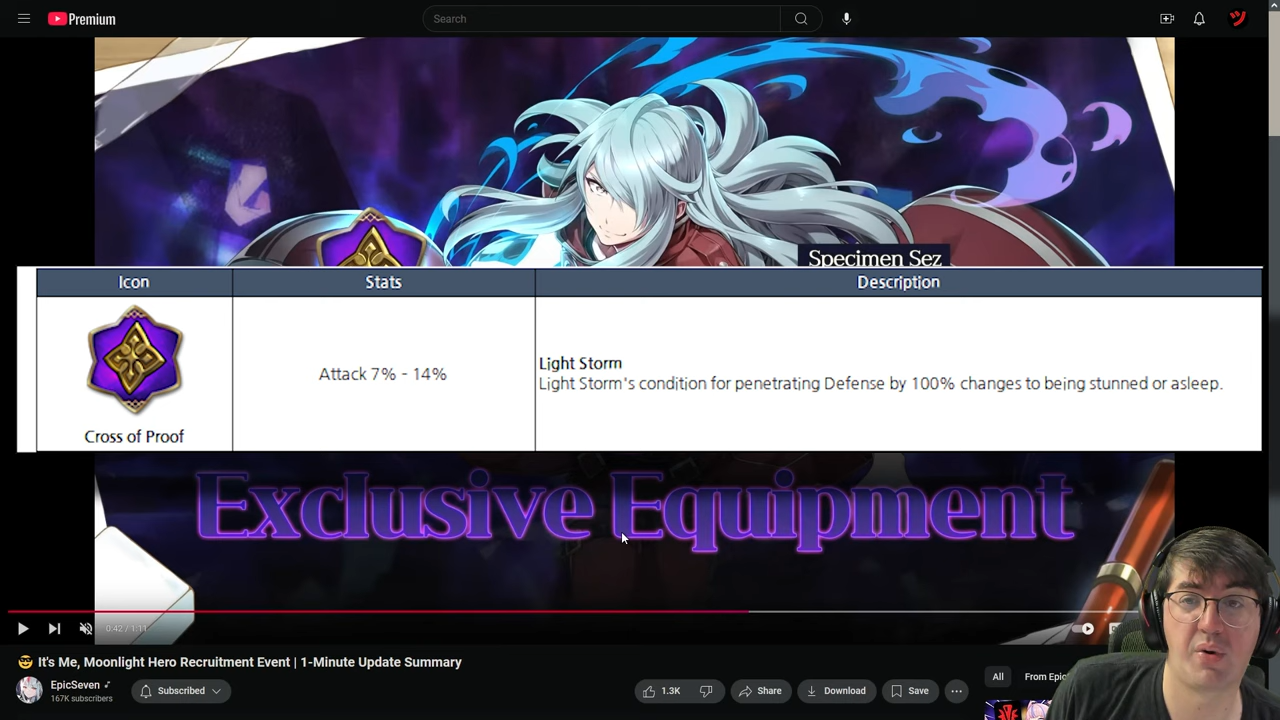 Premium
Search
Specimen Sez
Icon
Stats
Description
Cross of Proof
Attack 7% - 14%
Light Storm
Light Storm's condition for penetrating Defense by 100% changes to being stunned or asleep.
Exclusive Equipment
0:42 / 1:11
It's Me, Moonlight Hero Recruitment Event | 1-Minute Update Summary
EpicSeven
167K subscribers
Subscribed
1.3K
Share
Download
Save
All
From Epic